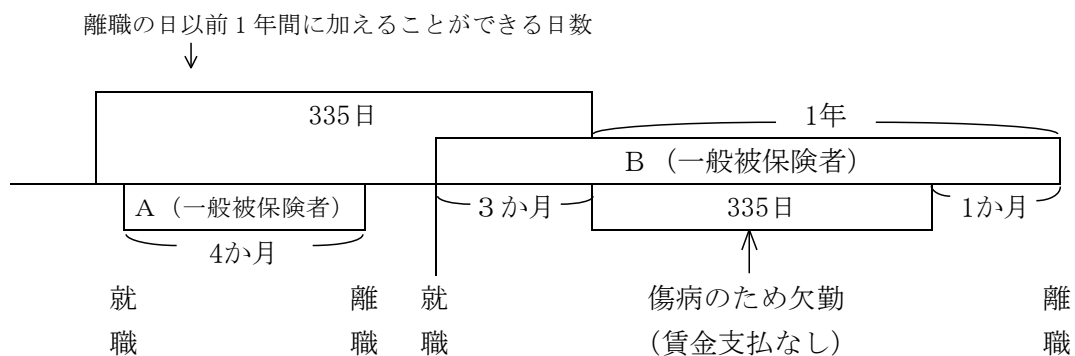 離職の日以前１年間に加えることができる日数
335日
1年
Ｂ（一般被保険者）
Ａ（一般被保険者）
３か月
335日
1か月
4か月
就職
離職
就職
傷病のため欠勤
（賃金支払なし）
離職